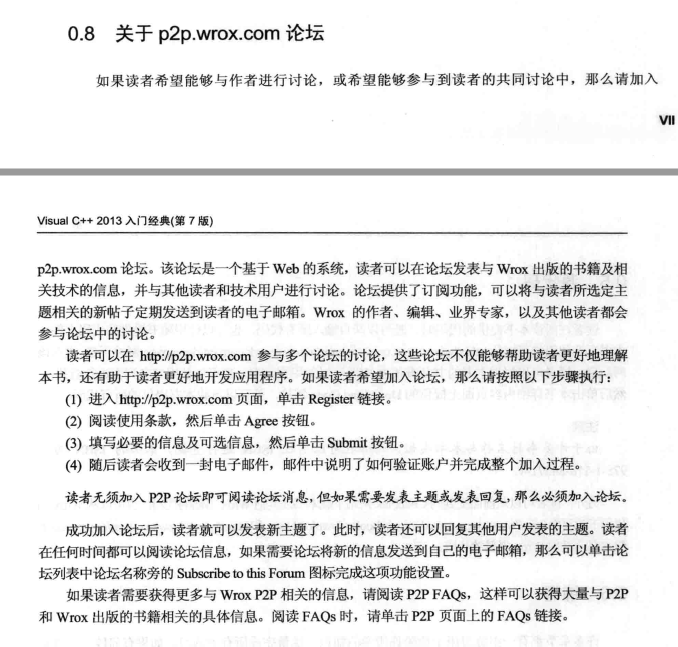 0.8 关于 p2p.wrox.com 论坛
如果读者希望能够与作者进行讨论，或希望能够参与到读者的共同讨论中，那么请加入
VII
Visual C++ 2013 入门经典(第 7 版)
p2p.wrox.com 论坛。该论坛是一个基于 Web 的系统，读者可以在论坛发表与 Wrox 出版的书籍及相
关技术的信息，并与其他读者和技术用户进行讨论。论坛提供了订阅功能，可以将与读者所选定主
题相关的新帖子定期发送到读者的电子邮箱。Wrox 的作者、编辑、业界专家，以及其他读者都会
参与论坛中的讨论。
读者可以在 http://p2p.wrox.com 参与多个论坛的讨论，这些论坛不仅能够帮助读者更好地理解
本书，还有助于读者更好地开发应用程序。如果读者希望加入论坛，那么请按照以下步骤执行：
(1) 进入 http://p2p.wrox.com 页面，单击 Register 链接。
(2) 阅读使用条款，然后单击 Agree 按钮。
(3) 填写必要的信息及可选信息，然后单击 Submit 按钮。
(4) 随后读者会收到一封电子邮件，邮件中说明了如何验证账户并完成整个加入过程。
读者无须加入 P2P 论坛即可阅读论坛消息，但如果需要发表主题或发表回复，那么必须加入论坛。
成功加入论坛后，读者就可以发表新主题了。此时，读者还可以回复其他用户发表的主题。读者
在任何时间都可以阅读论坛信息，如果需要论坛将新的信息发送到自己的电子邮箱，那么可以单击论
坛列表中论坛名称旁的 Subscribe to this Forum 图标完成这项功能设置。
如果读者需要获得更多与 Wrox P2P 相关的信息，请阅读 P2P FAQs，这样可以获得大量与 P2P
和 Wrox 出版的书籍相关的具体信息。阅读 FAQs 时，请单击 P2P 页面上的 FAQs 链接。